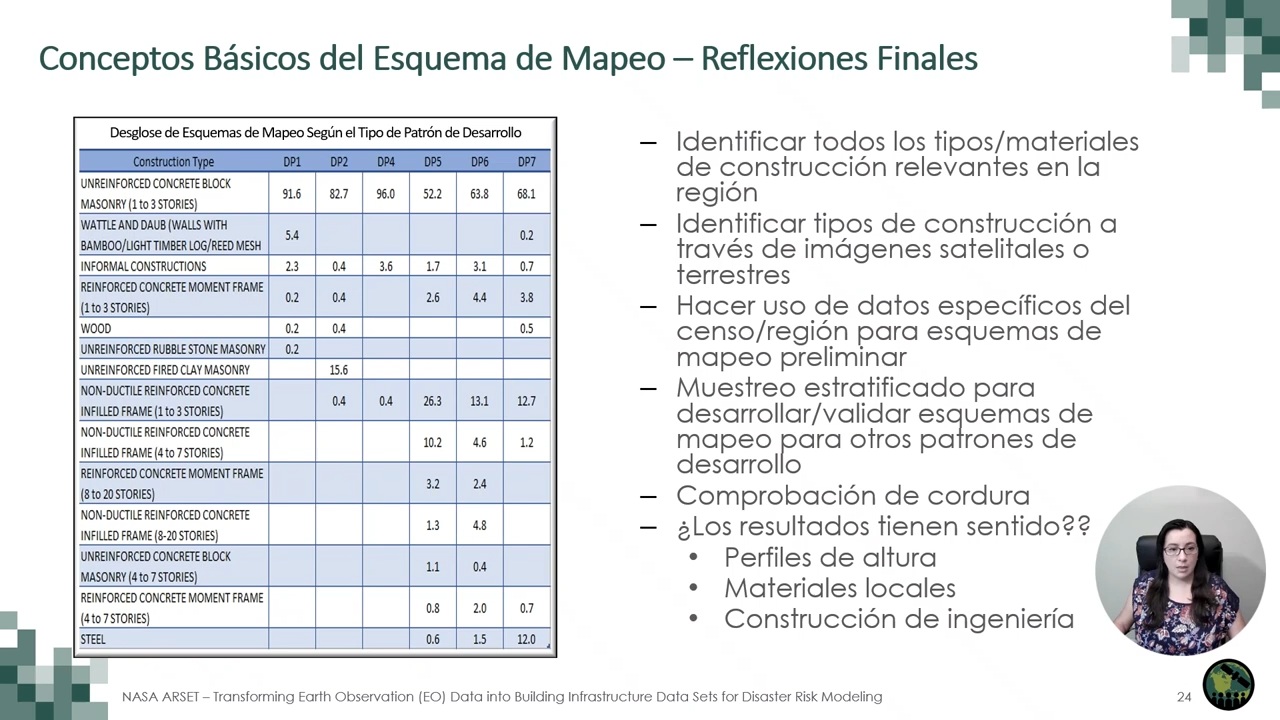 Conceptos Básicos del Esquema de Mapeo – Reflexiones Finales
Desglose de Esquemas de Mapeo Según el Tipo de Patrón de Desarrollo
Construction Type DP1 DP2 DP4 DP5 DP6 DP7
UNREINFORCED CONCRETE BLOCK
MASONRY (1 to 3 STORIES) 91.6 82.7 96.0 52.2 63.8 68.1
WATTLE AND DAUB (WALLS WITH
BAMBOO/LIGHT TIMBER LOG/REED MESH 5.4 0.2
INFORMAL CONSTRUCTIONS 2.3 0.4 3.6 1.7 3.1 0.7
REINFORCED CONCRETE MOMENT FRAME
(1 to 3 STORIES) 0.2 0.4 2.6 4.4 3.8
WOOD 0.2 0.4 0.5
UNREINFORCED RUBBLE STONE MASONRY 0.2
UNREINFORCED FIRED CLAY MASONRY 15.6
NON-DUCTILE REINFORCED CONCRETE
INFILLED FRAME (1 to 3 STORIES) 0.4 0.4 26.3 13.1 12.7
NON-DUCTILE REINFORCED CONCRETE
INFILLED FRAME (4 to 7 STORIES) 10.2 4.6 1.2
REINFORCED CONCRETE MOMENT FRAME
(8 to 20 STORIES) 3.2 2.4
NON-DUCTILE REINFORCED CONCRETE
INFILLED FRAME (8-20 STORIES) 1.3 4.8
UNREINFORCED CONCRETE BLOCK
MASONRY (4 to 7 STORIES) 1.1 0.4
REINFORCED CONCRETE MOMENT FRAME
(4 to 7 STORIES) 0.8 2.0 0.7
STEEL 0.6 1.5 12.0
– Identificar todos los tipos/materiales
de construcción relevantes en la
región
– Identificar tipos de construcción a
través de imágenes satelitales o
terrestres
– Hacer uso de datos específicos del
censo/región para esquemas de
mapeo preliminar
– Muestreo estratificado para
desarrollar/validar esquemas de
mapeo para otros patrones de
desarrollo
– Comprobación de cordura
– ¿Los resultados tienen sentido??
• Perfiles de altura
• Materiales locales
• Construcción de ingeniería
NASA ARSET – Transforming Earth Observation (EO) Data into Building Infrastructure Data Sets for Disaster Risk Modeling
24